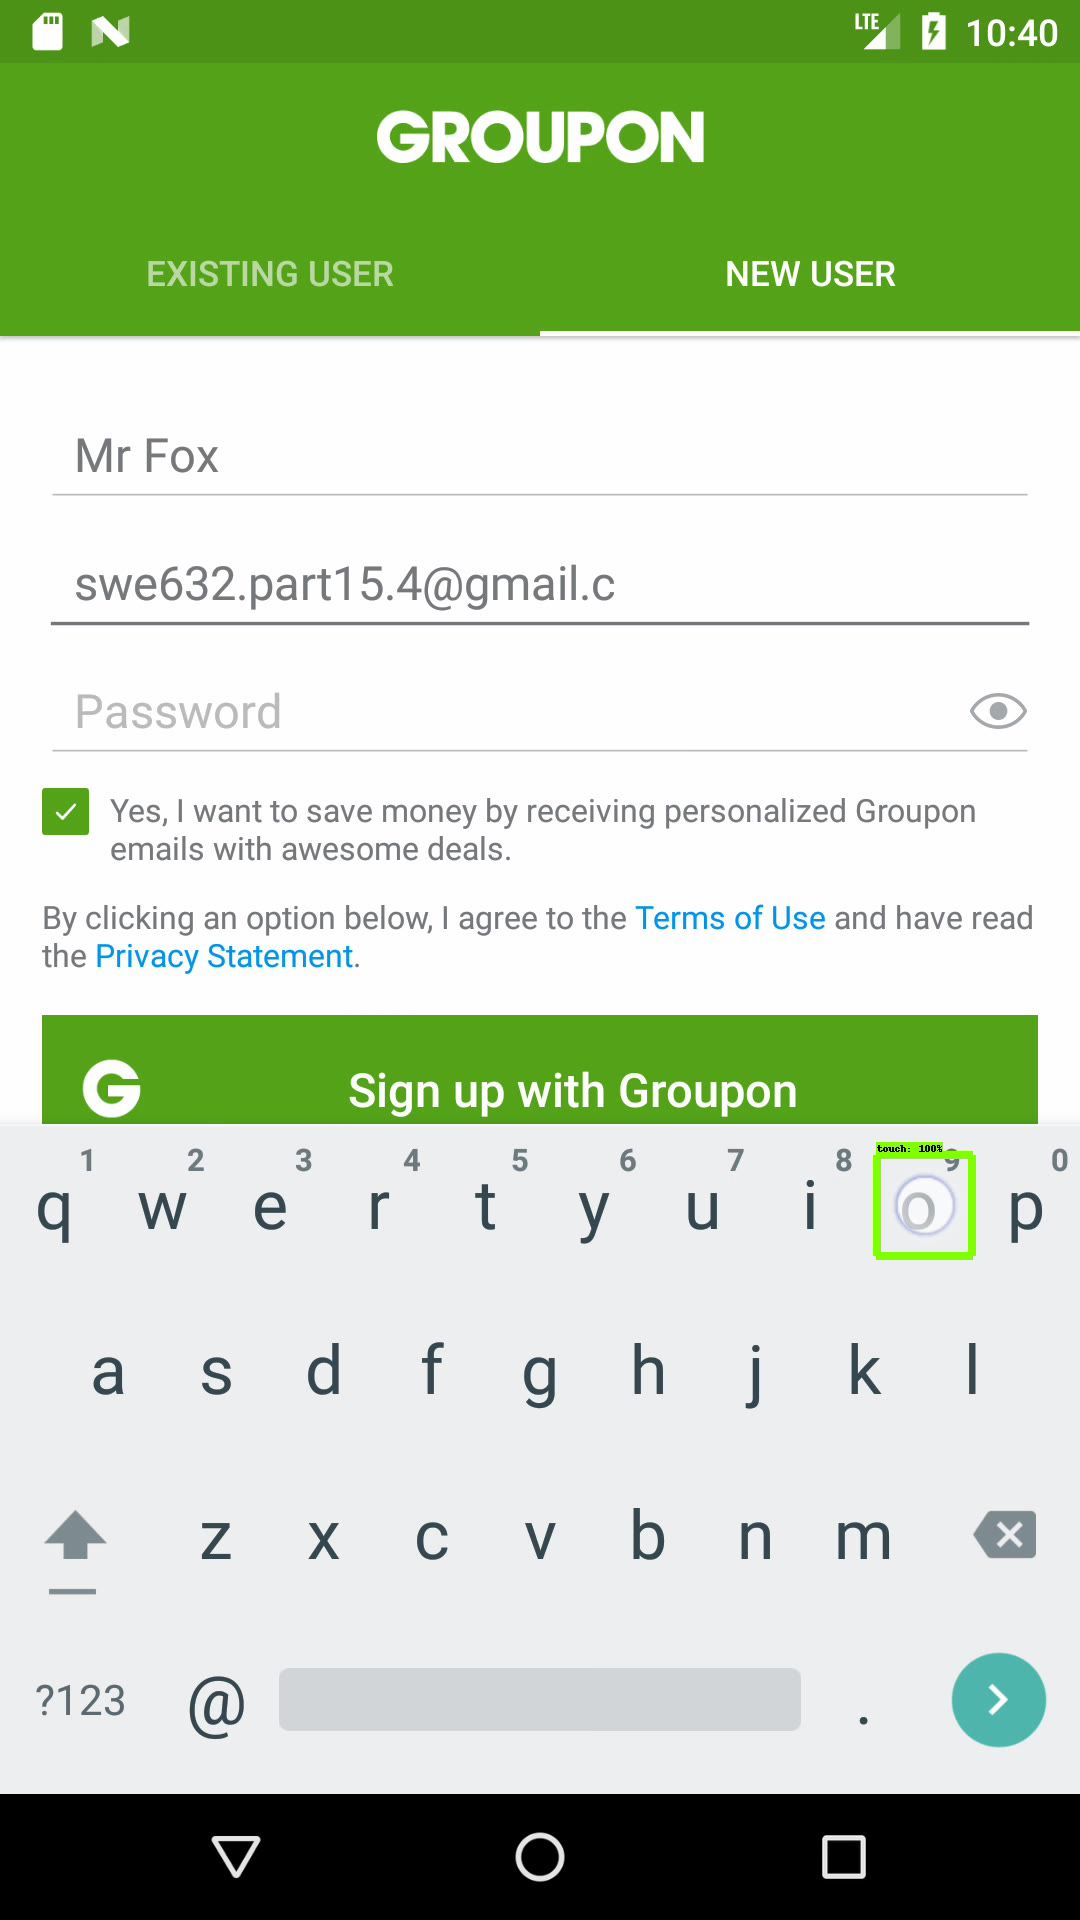 LTE 10:40
GROUPON
EXISTING USER NEW USER
Mr Fox
swe632.part15.4@gmail.c
Password
Yes, I want to save money by receiving personalized Groupon
emails with awesome deals.
By clicking an option below, I agree to the Terms of Use and have read
the Privacy Statement.
G Sign up with Groupon
touch: 100%
1 2 3 4 5 6 7 8 9 0
q w e r t y u i o p
a s d f g h j k l
z x c v b n m
?123 @ .